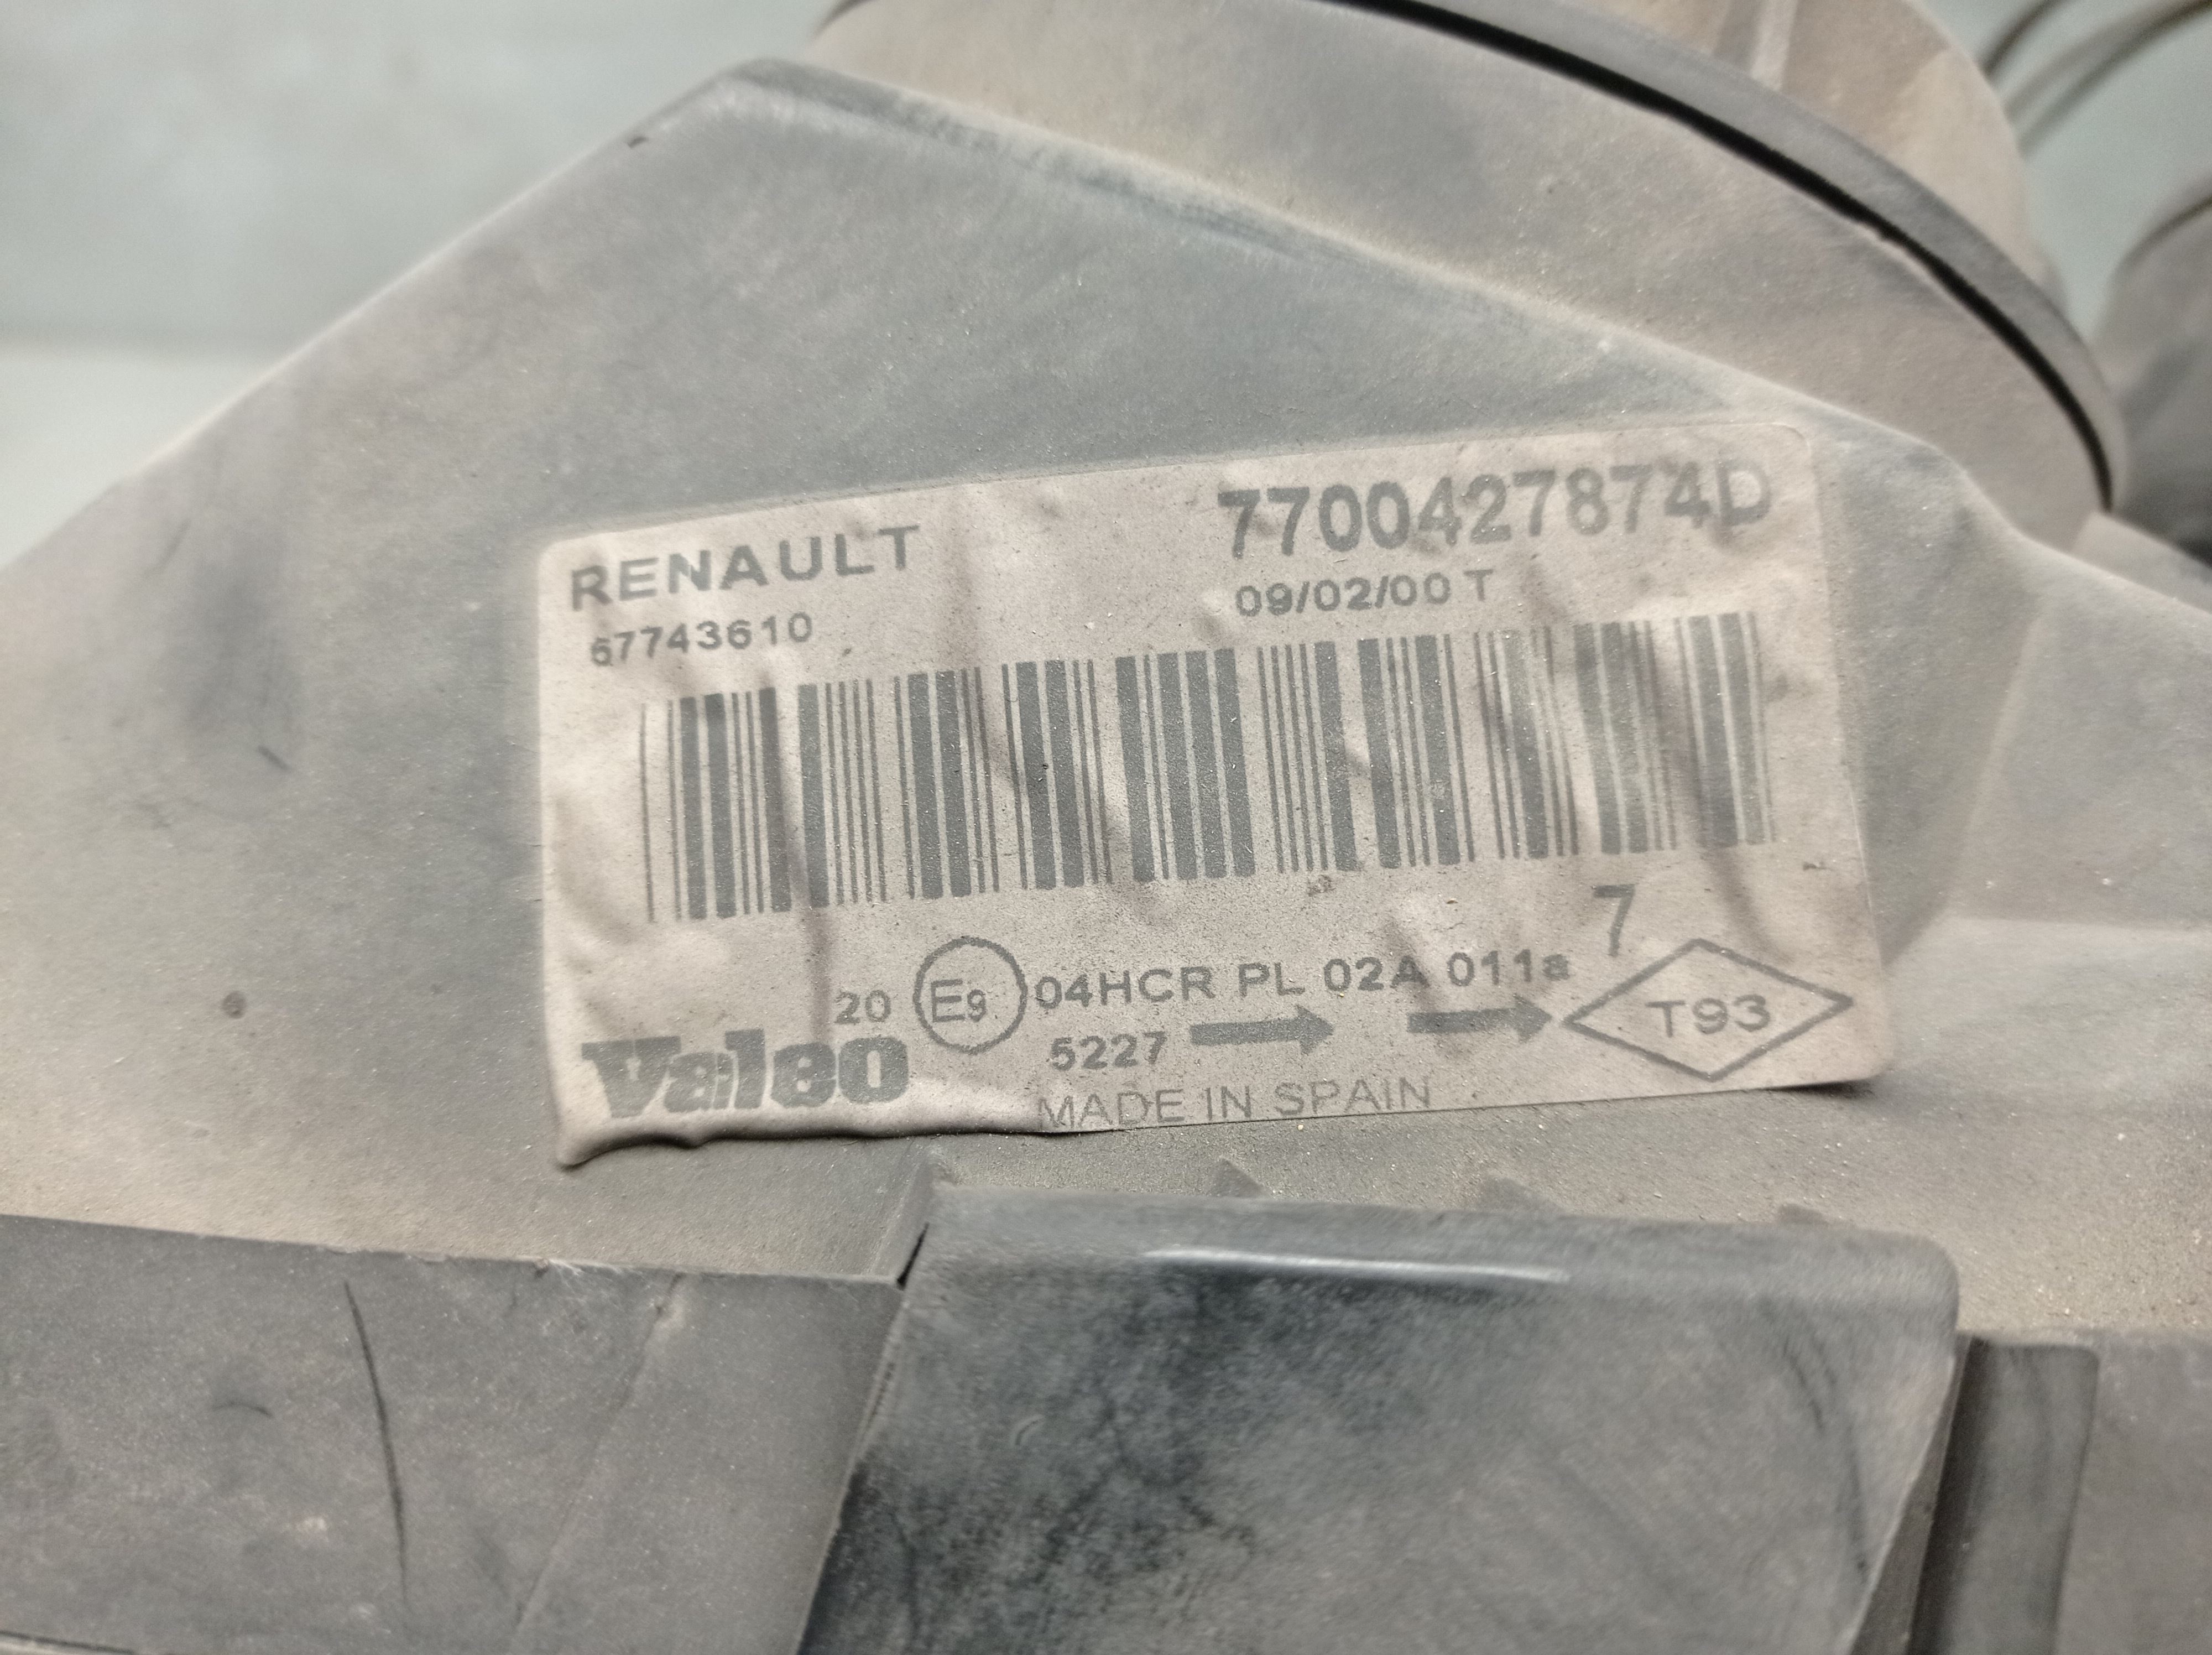 RENAULT 7700427874D
67743610 09/02/00 T
7
20 E9 04HCR PL 02A 011a
Valeo 5227 T93
MADE IN SPAIN